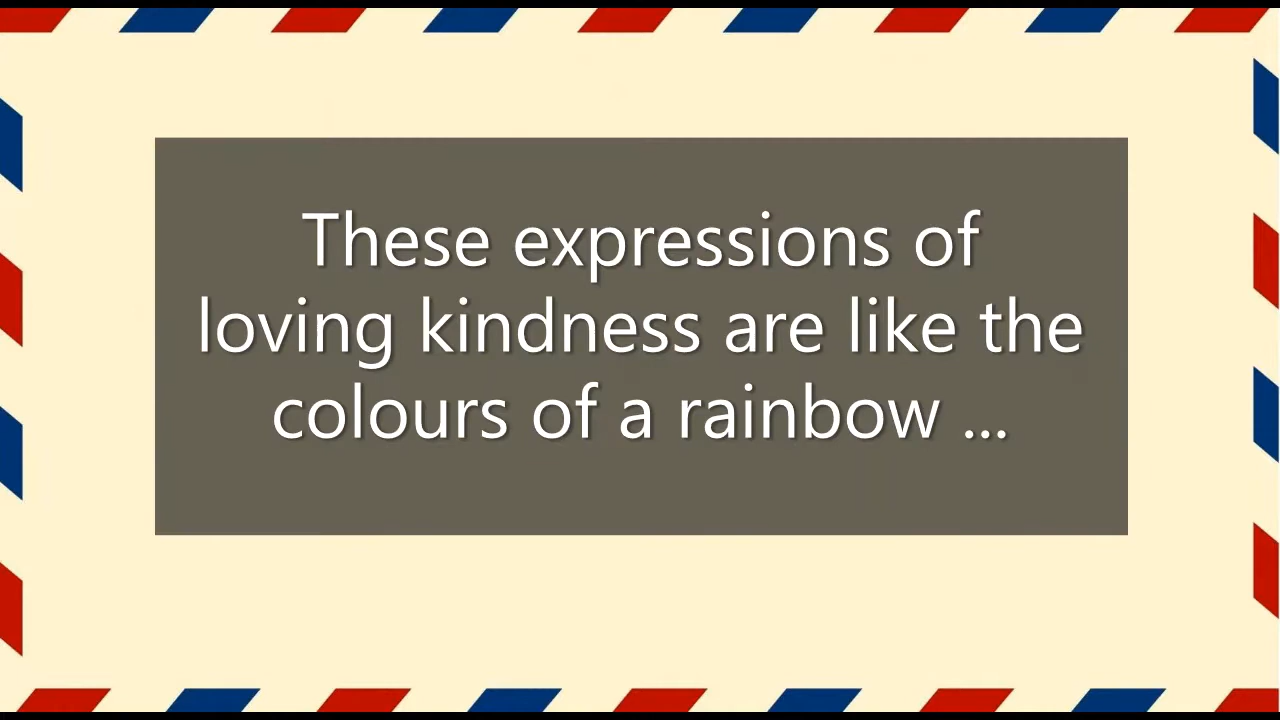 These expressions of
loving kindness are like the
colours of a rainbow ...